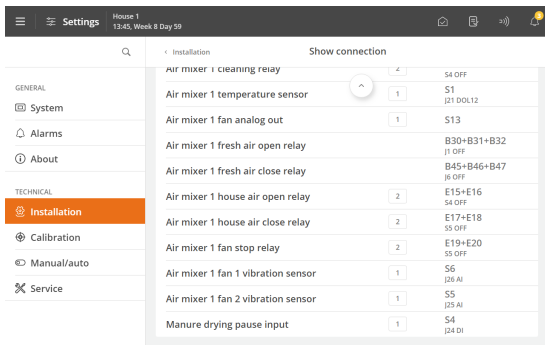 Settings
House 1
13:45, Week 8 Day 59
2
GENERAL
System
Alarms
About
TECHNICAL
Installation
Calibration
Manual/auto
Service
Installation
Show connection
Air mixer 1 cleaning relay 2
S4 OFF
Air mixer 1 temperature sensor 1 S1
J21 DOL12
Air mixer 1 fan analog out 1 S13
Air mixer 1 fresh air open relay B30+B31+B32
J1 OFF
Air mixer 1 fresh air close relay B45+B46+B47
J6 OFF
Air mixer 1 house air open relay 2 E15+E16
S4 OFF
Air mixer 1 house air close relay 2 E17+E18
S5 OFF
Air mixer 1 fan stop relay 2 E19+E20
S5 OFF
Air mixer 1 fan 1 vibration sensor 1 S6
J26 AI
Air mixer 1 fan 2 vibration sensor 1 S5
J25 AI
Manure drying pause input 1 S4
J24 DI